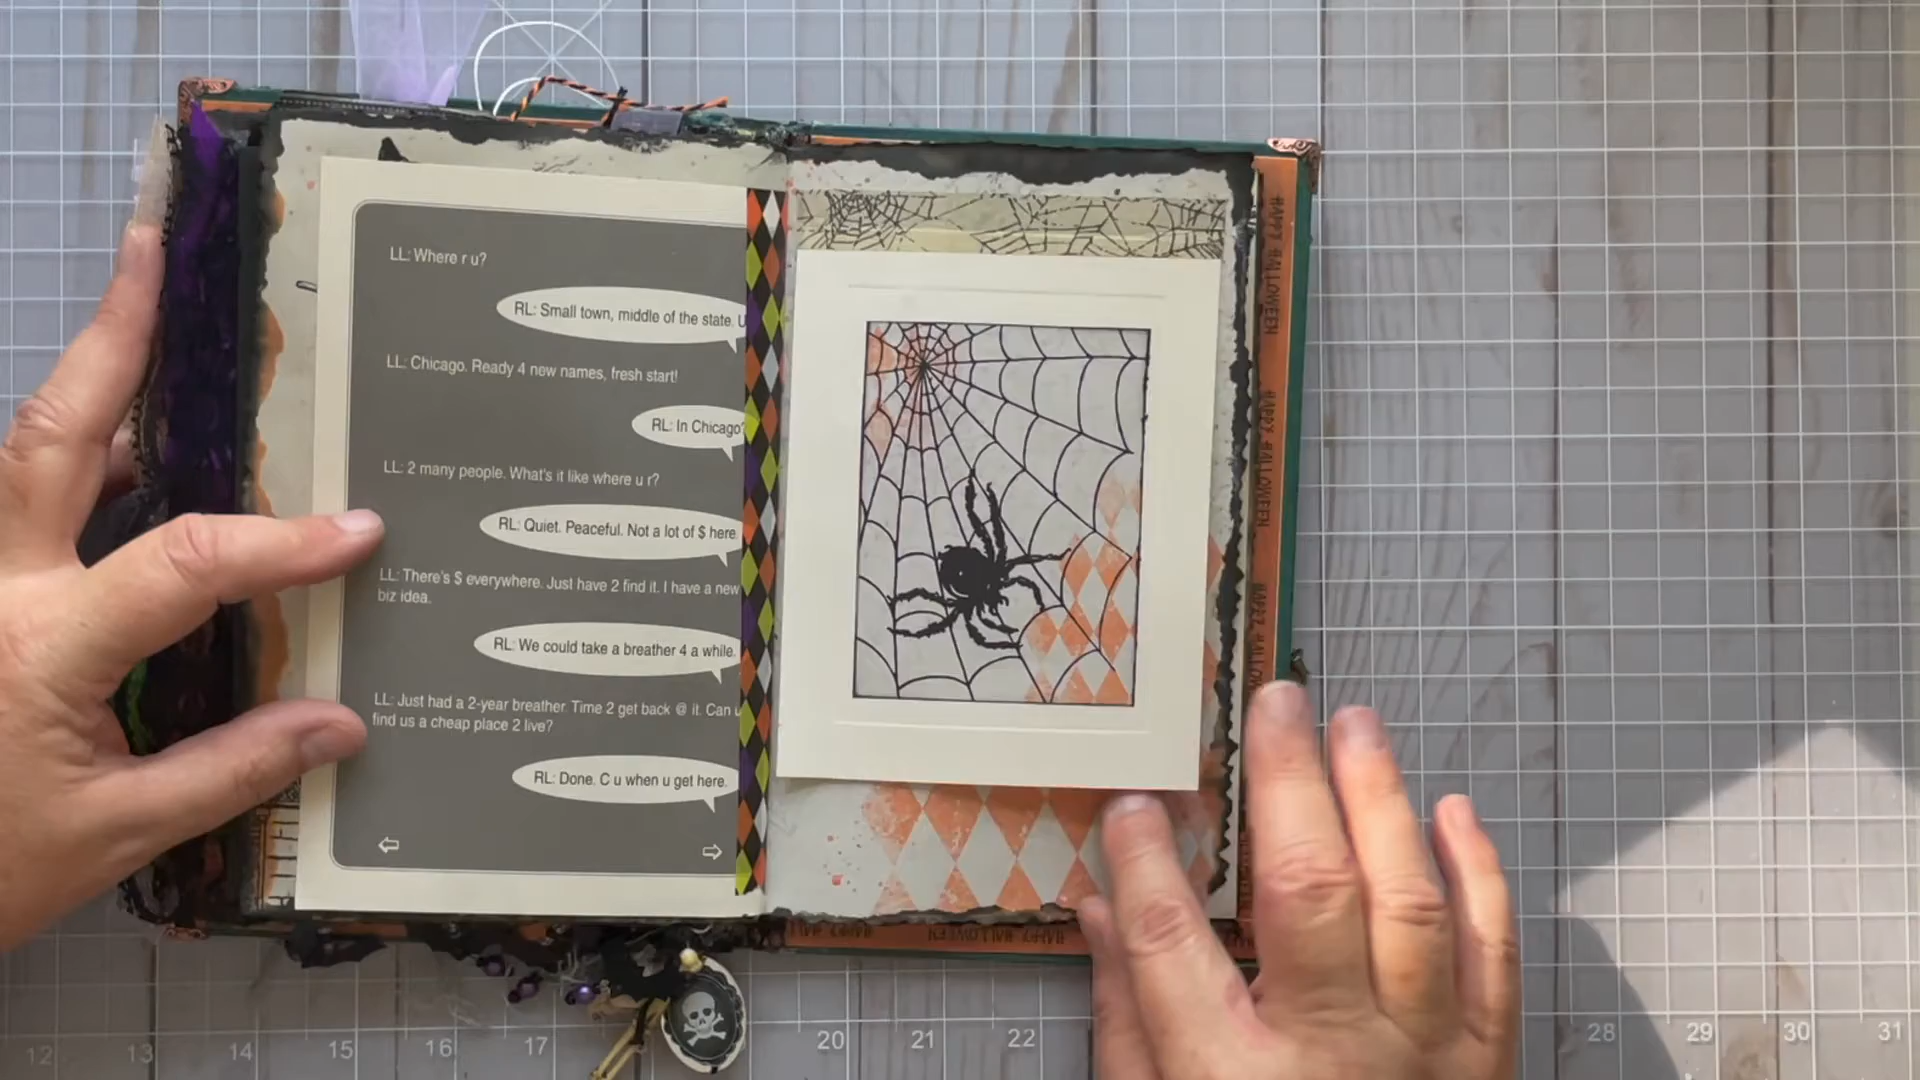 LL: Where r u?
RL: Small town, middle of the state. U
LL: Chicago. Ready 4 new names, fresh start!
RL: In Chicago?
LL: 2 many people. What's it like where u r?
RL: Quiet. Peaceful. Not a lot of $ here.
LL: There's $ everywhere. Just have 2 find it. I have a new
biz idea.
RL: We could take a breather 4 a while.
LL: Just had a 2-year breather. Time 2 get back @ it. Can u
find us a cheap place 2 live?
RL: Done. C u when u get here.
HAPPY HALLOWEEN
HAPPY HALLOWEEN
HAPPY HALLOWEEN
12 13 14 15 16 17 20 21 22 28 29 30 31